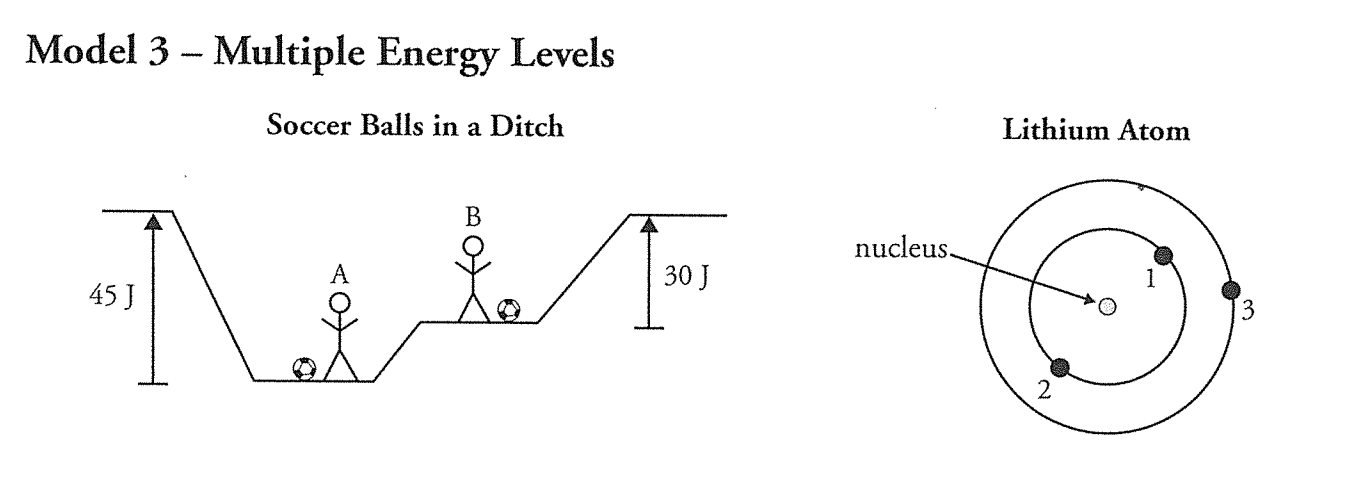 Model 3 – Multiple Energy Levels
Soccer Balls in a Ditch
Lithium Atom
45 J
A
B
30 J
nucleus
1
2
3